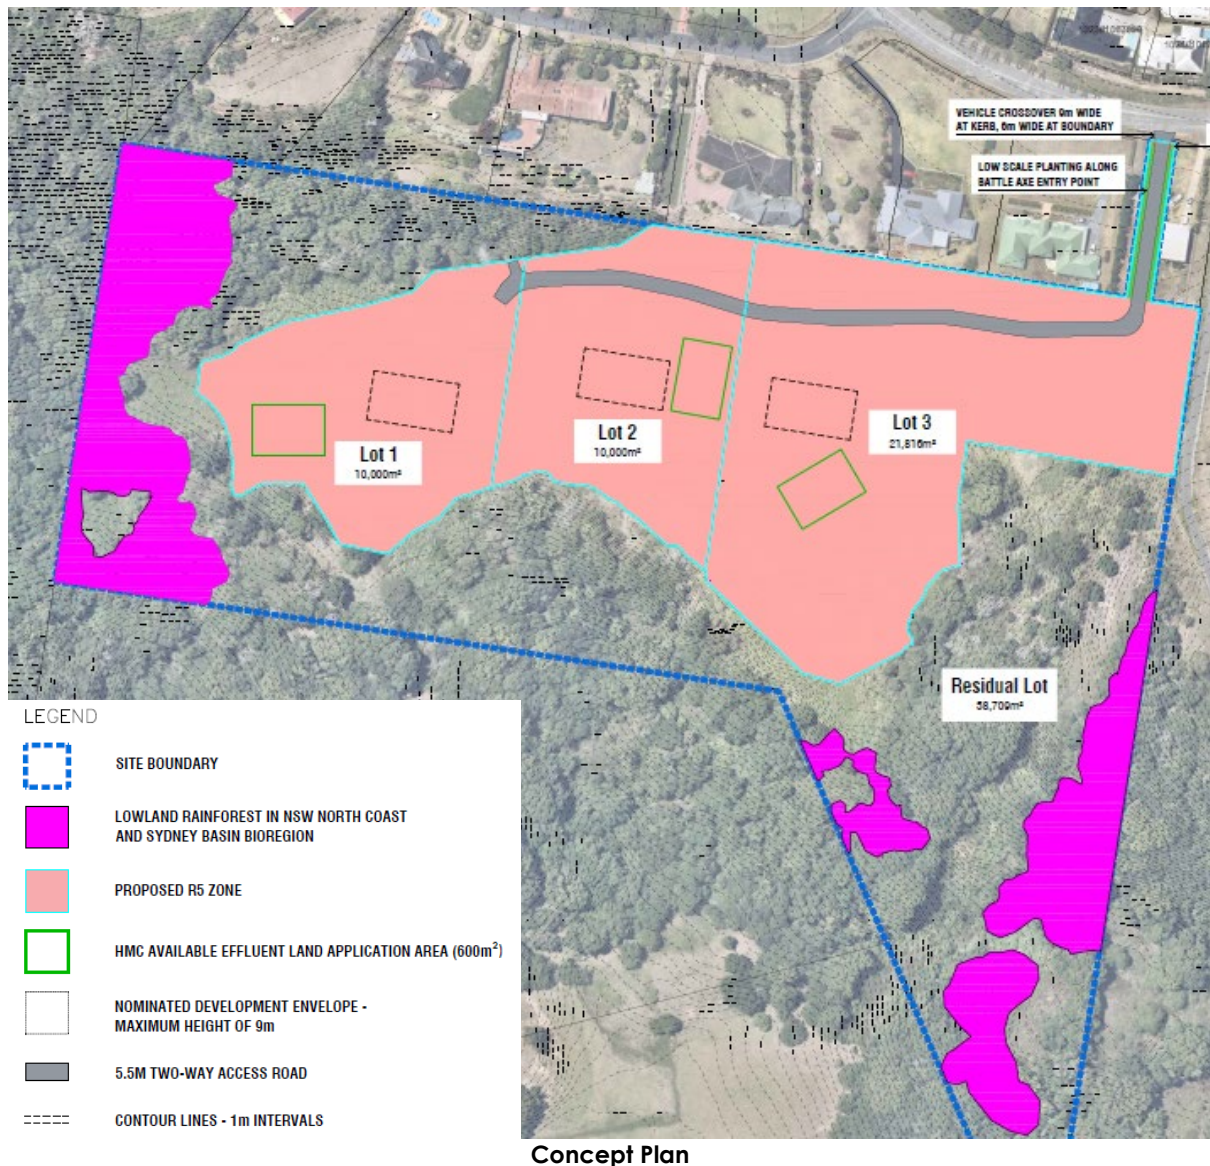 VEHICLE CROSSOVER 9m WIDE
AT KERB, 6m WIDE AT BOUNDARY
LOW SCALE PLANTING ALONG
BATTLE AXE ENTRY POINT
Lot 1
10,000m²
Lot 2
10,000m²
Lot 3
21,816m²
Residual Lot
58,709m²
LEGEND
SITE BOUNDARY
LOWLAND RAINFOREST IN NSW NORTH COAST
AND SYDNEY BASIN BIOREGION
PROPOSED R5 ZONE
HMC AVAILABLE EFFLUENT LAND APPLICATION AREA (600m²)
NOMINATED DEVELOPMENT ENVELOPE -
MAXIMUM HEIGHT OF 9m
5.5M TWO-WAY ACCESS ROAD
CONTOUR LINES - 1m INTERVALS
Concept Plan